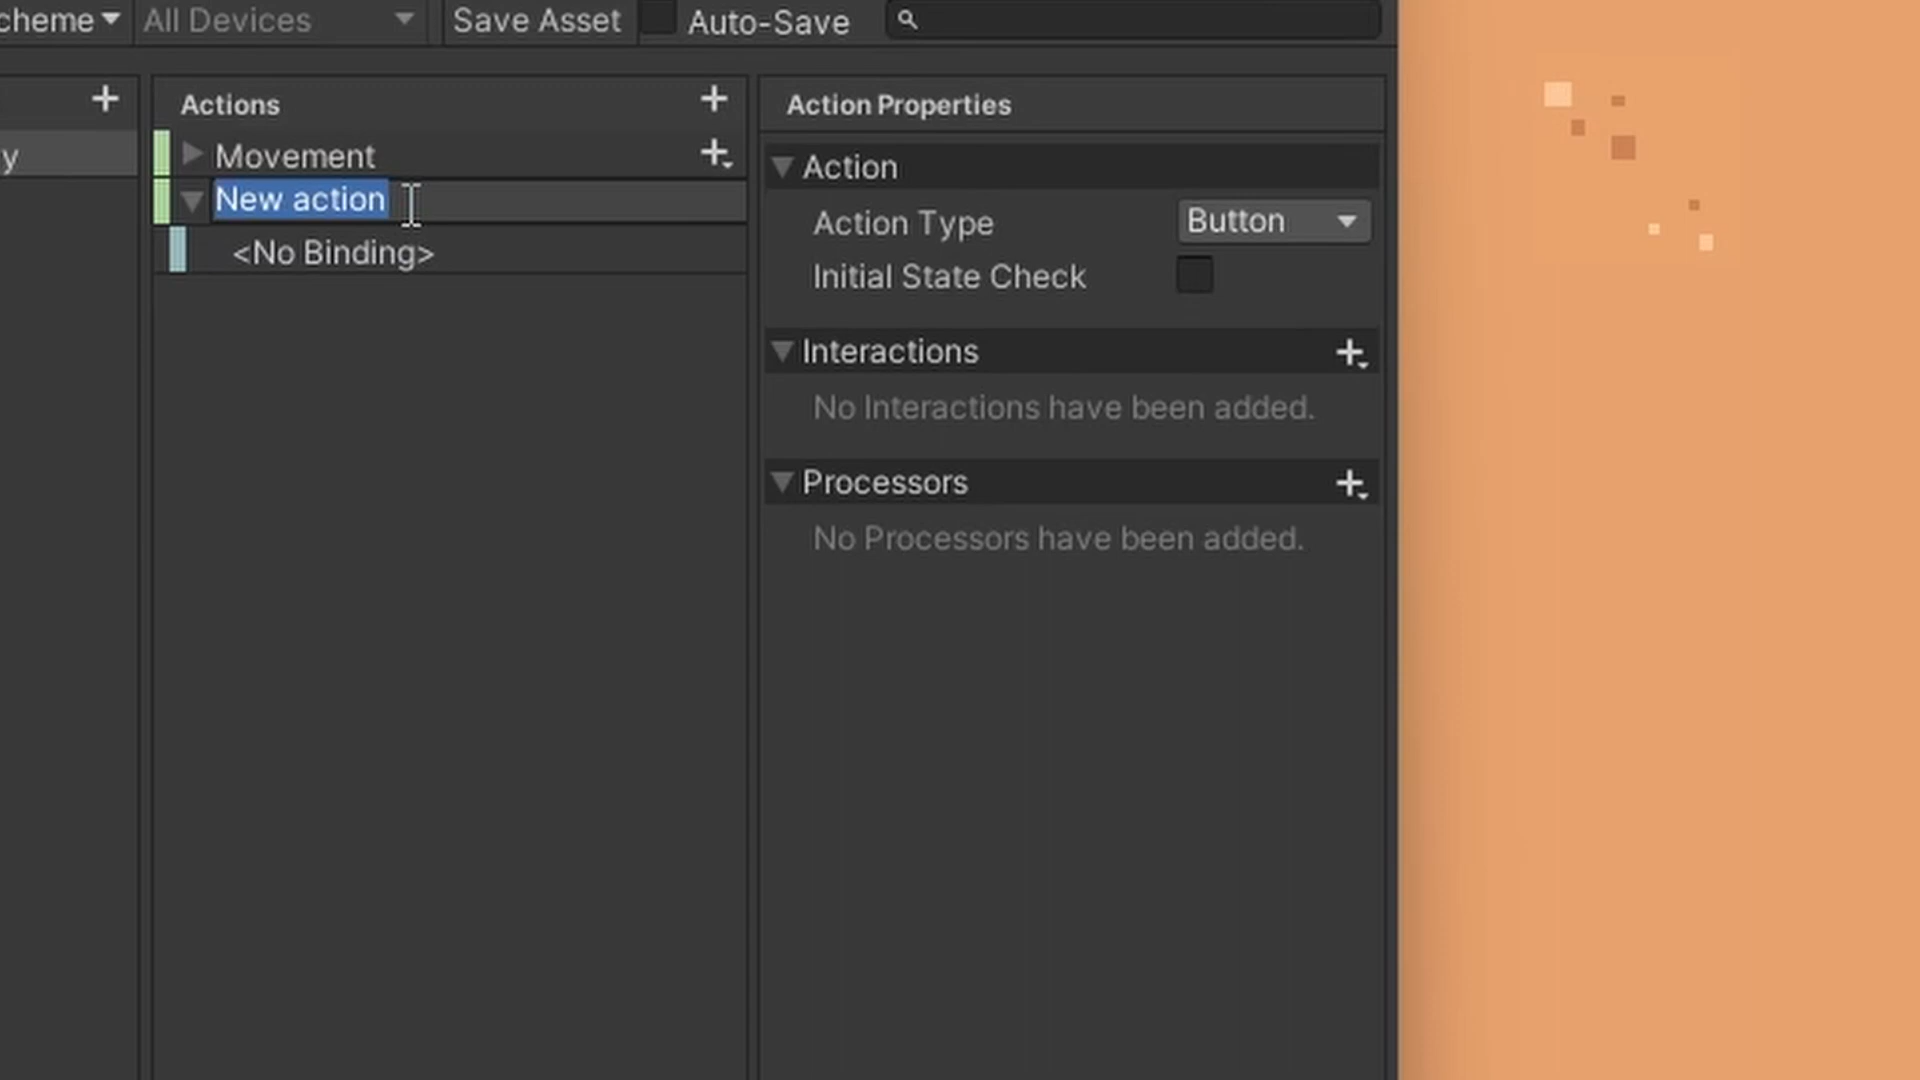 cheme All Devices Save Asset Auto-Save
Actions
Action Properties
y
Movement
Action
New action
Action Type Button
<No Binding>
Initial State Check
Interactions
No Interactions have been added.
Processors
No Processors have been added.